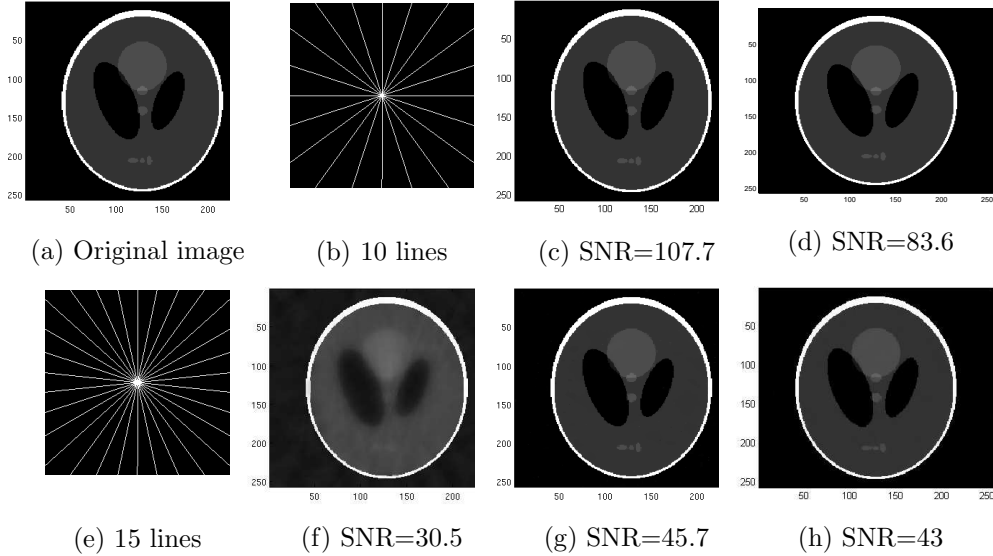 50
100
150
200
250
50 100 150 200
(a) Original image
(b) 10 lines
50
100
150
200
250
50 100 150 200
(c) SNR=107.7
50
100
150
200
250
50 100 150 200 250
(d) SNR=83.6
(e) 15 lines
50
100
150
200
250
50 100 150 200
(f) SNR=30.5
50
100
150
200
250
50 100 150 200
(g) SNR=45.7
50
100
150
200
250
50 100 150 200 250
(h) SNR=43